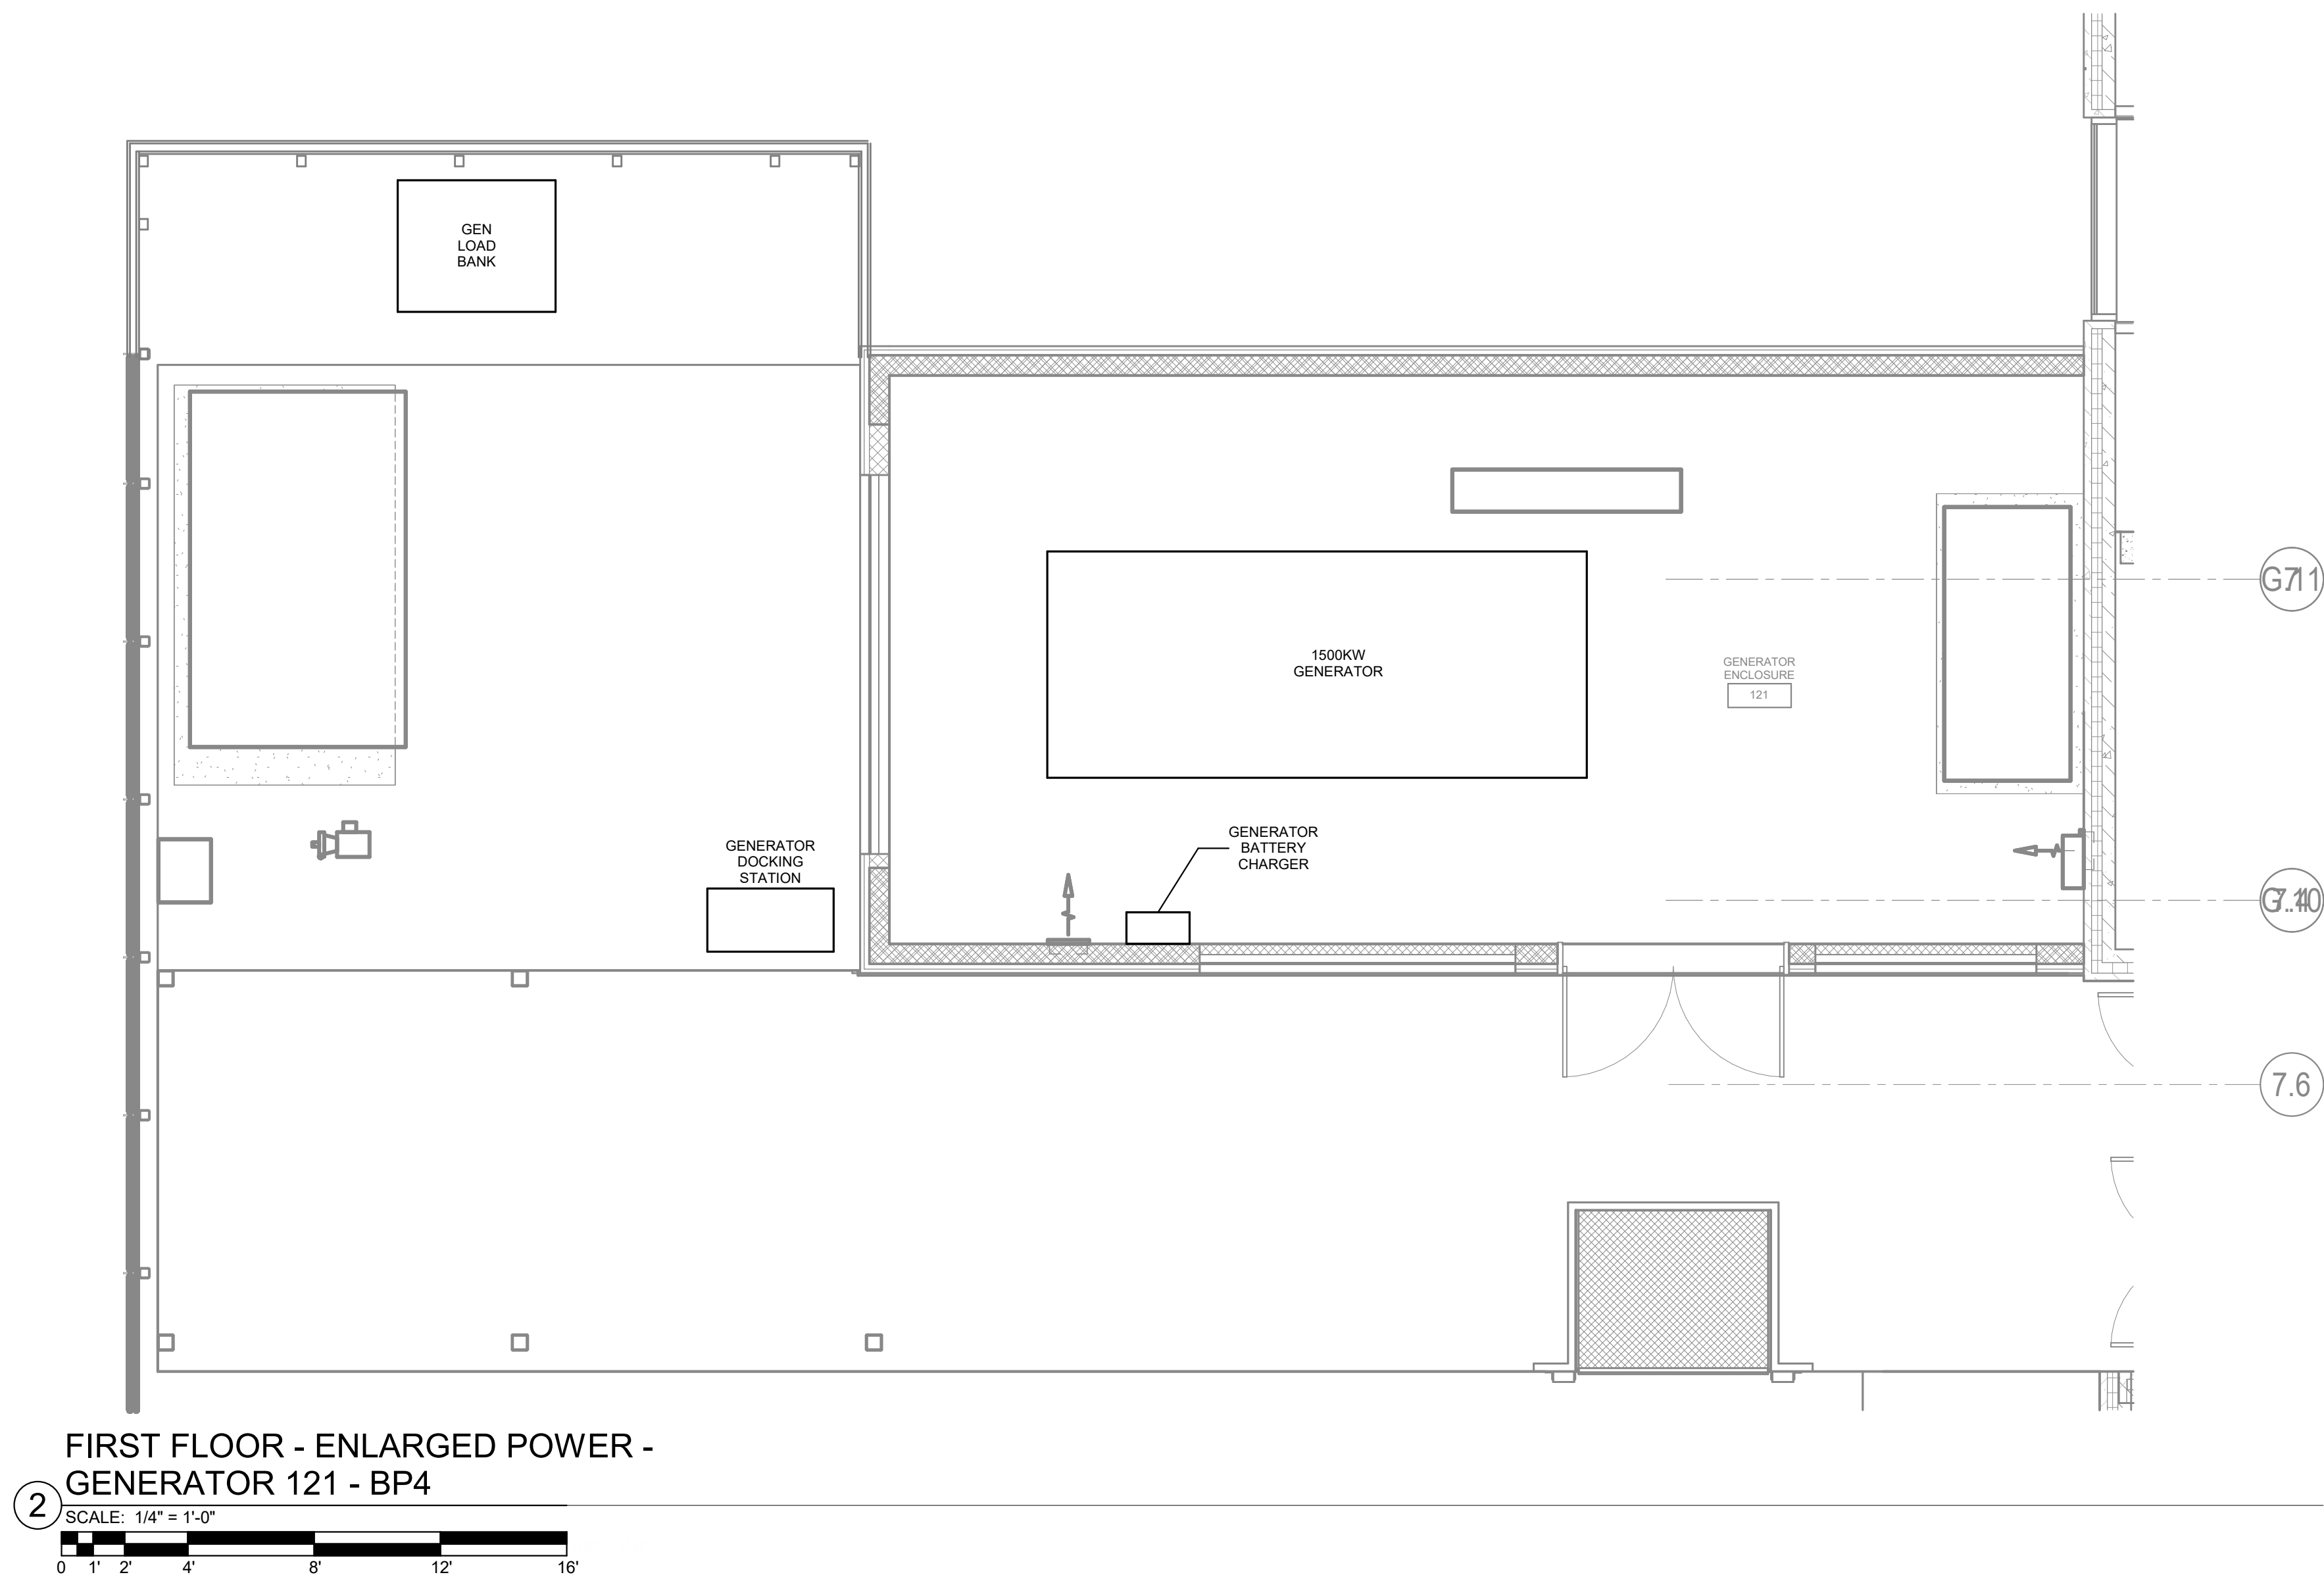 GEN
LOAD
BANK
1500KW
GENERATOR
GENERATOR
ENCLOSURE
121
GENERATOR
DOCKING
STATION
GENERATOR
BATTERY
CHARGER
7.6
FIRST FLOOR - ENLARGED POWER -
GENERATOR 121 - BP4
2
SCALE: 1/4" = 1'-0"
0 1' 2' 4' 8' 12' 16'